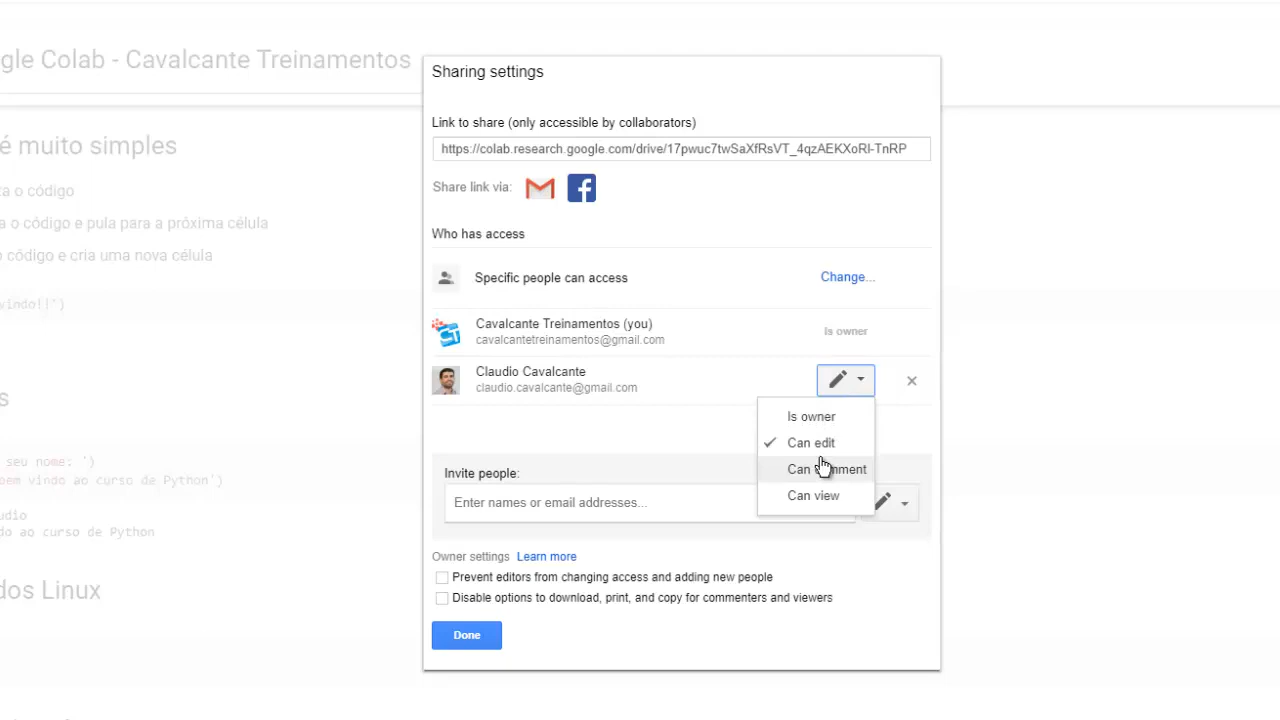 gle Colab - Cavalcante Treinamentos
é muito simples
a o código
a o código e pula para a próxima célula
o código e cria uma nova célula
vindo!!")
s
seu nome: ')
bem vindo ao curso de Python')
udio
do ao curso de Python
dos Linux
Sharing settings
Link to share (only accessible by collaborators)
https://colab.research.google.com/drive/17pwuc7twSaXfRsVT_4qzAEKXoRl-TnRP
Share link via:
Who has access
Specific people can access
Change...
Cavalcante Treinamentos (you)
cavalcantetreinamentos@gmail.com
Is owner
Claudio Cavalcante
claudio.cavalcante@gmail.com
Is owner
Can edit
Can comment
Can view
Invite people:
Enter names or email addresses...
Owner settings Learn more
Prevent editors from changing access and adding new people
Disable options to download, print, and copy for commenters and viewers
Done